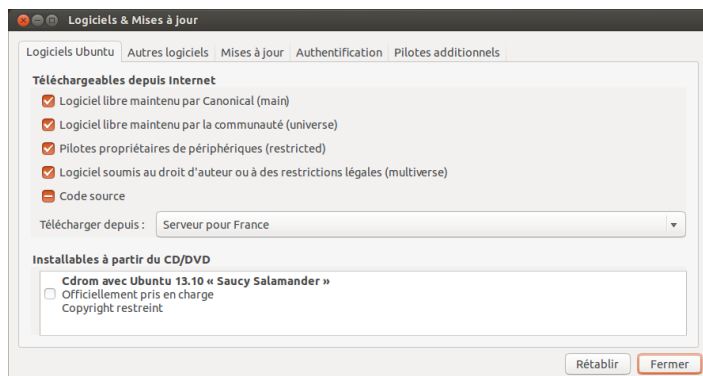 Logiciels & Mises à jour
Logiciels Ubuntu Autres logiciels Mises à jour Authentification Pilotes additionnels
Téléchargeables depuis Internet
Logiciel libre maintenu par Canonical (main)
Logiciel libre maintenu par la communauté (universe)
Pilotes propriétaires de périphériques (restricted)
Logiciel soumis au droit d'auteur ou à des restrictions légales (multiverse)
Code source
Télécharger depuis : Serveur pour France
Installables à partir du CD/DVD
Cdrom avec Ubuntu 13.10 « Saucy Salamander »
Officiellement pris en charge
Copyright restreint
Rétablir Fermer